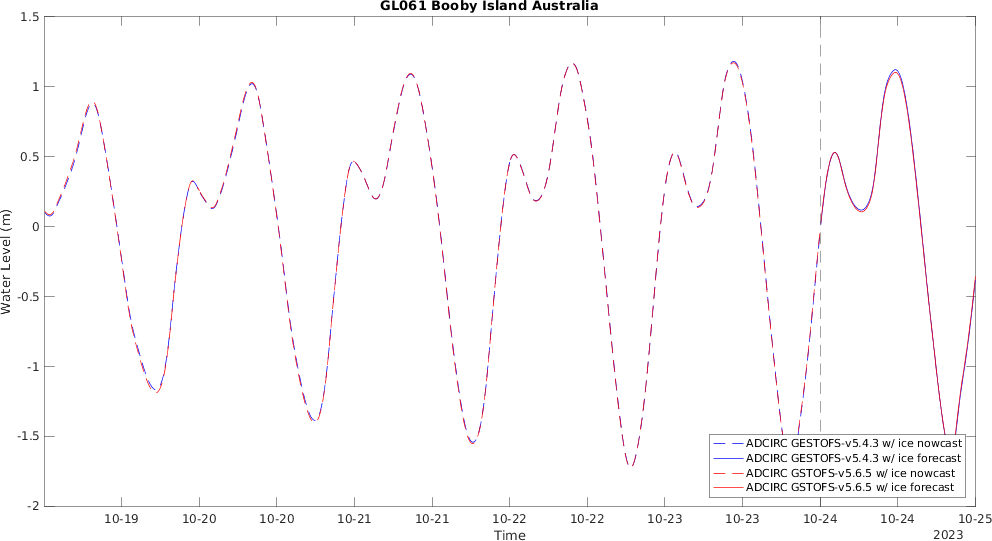 GL061 Booby Island Australia
1.5
1
0.5
0
-0.5
-1
-1.5
-2
Water Level (m)
ADCIRC GESTOFS-v5.4.3 w/ ice nowcast
ADCIRC GESTOFS-v5.4.3 w/ ice forecast
ADCIRC GSTOFS-v5.6.5 w/ ice nowcast
ADCIRC GSTOFS-v5.6.5 w/ ice forecast
10-19 10-20 10-20 10-21 10-21 10-22 10-22 10-23 10-23 10-24 10-24 10-25
Time
2023